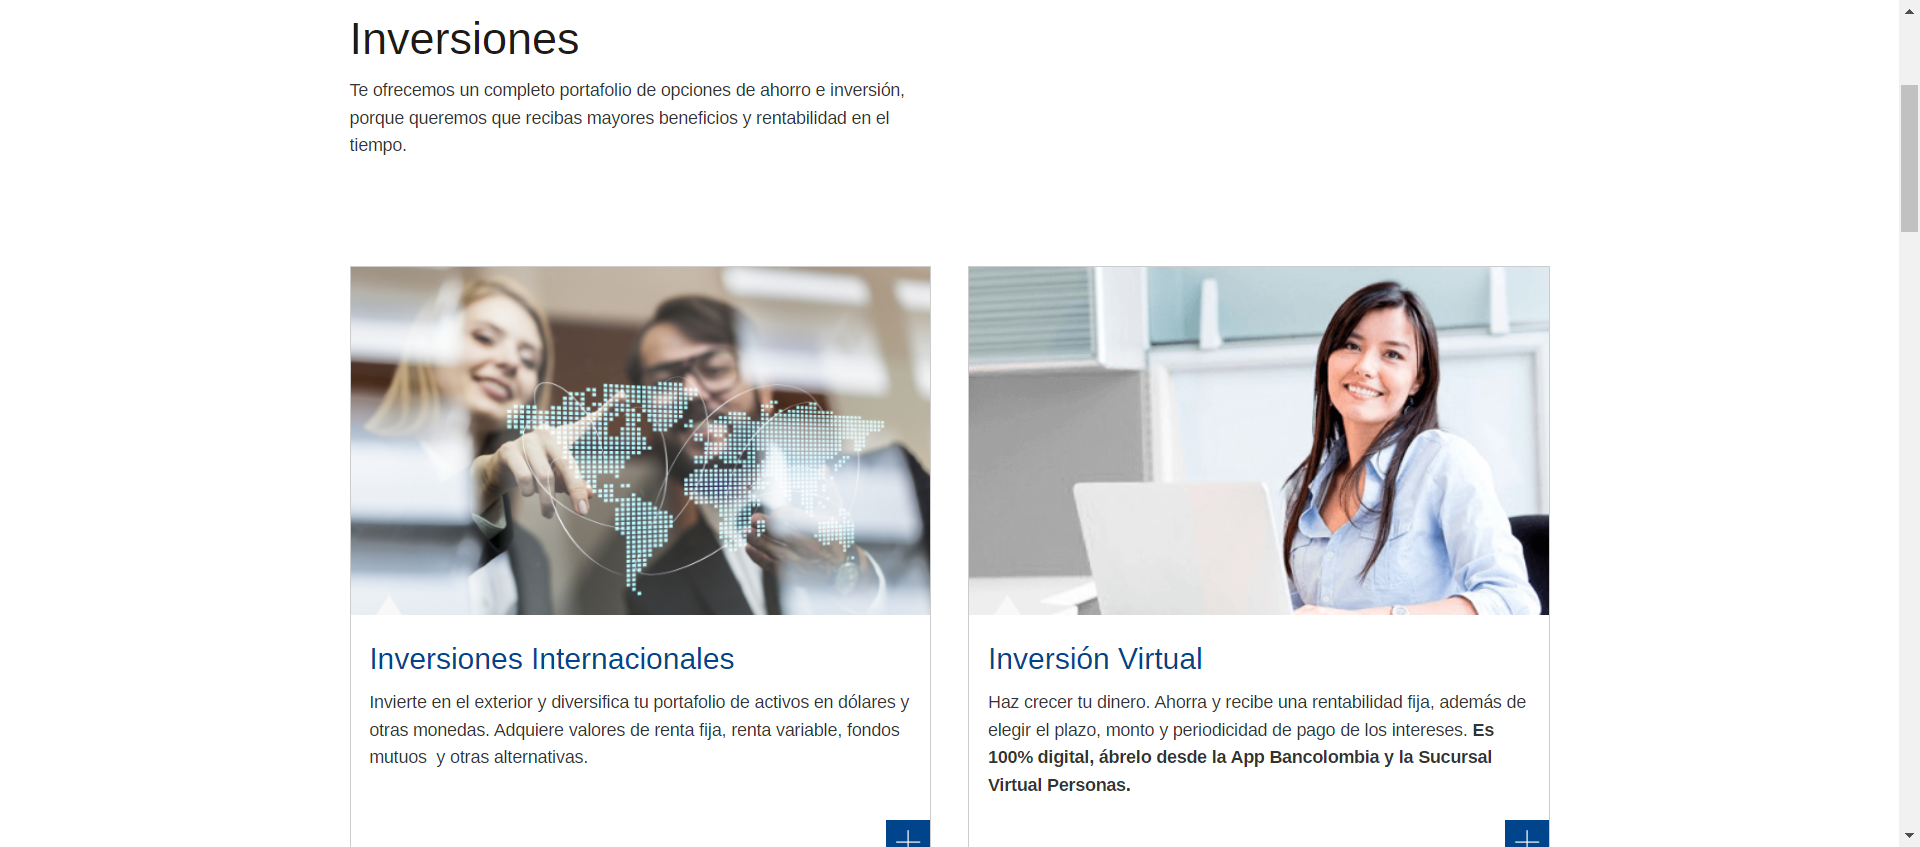 Inversiones
Te ofrecemos un completo portafolio de opciones de ahorro e inversión,
porque queremos que recibas mayores beneficios y rentabilidad en el
tiempo.
Inversiones Internacionales
Invierte en el exterior y diversifica tu portafolio de activos en dólares y
otras monedas. Adquiere valores de renta fija, renta variable, fondos
mutuos  y otras alternativas.
Inversión Virtual
Haz crecer tu dinero. Ahorra y recibe una rentabilidad fija, además de
elegir el plazo, monto y periodicidad de pago de los intereses. Es
100% digital, ábrelo desde la App Bancolombia y la Sucursal
Virtual Personas.